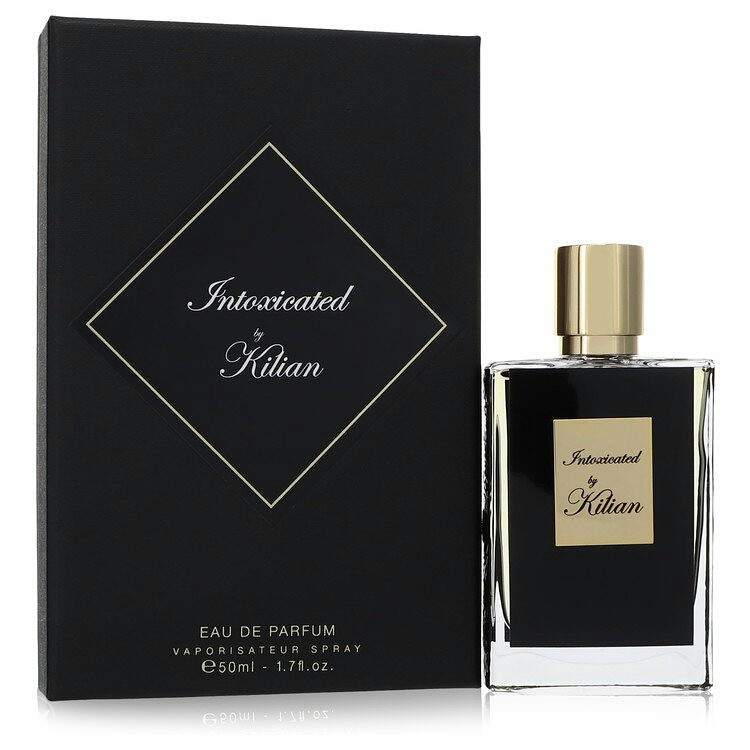 Intoxicated
by
Kilian
EAU DE PARFUM
VAPORISATEUR SPRAY
℮50ml - 1.7fl.oz.
Intoxicated
by
Kilian